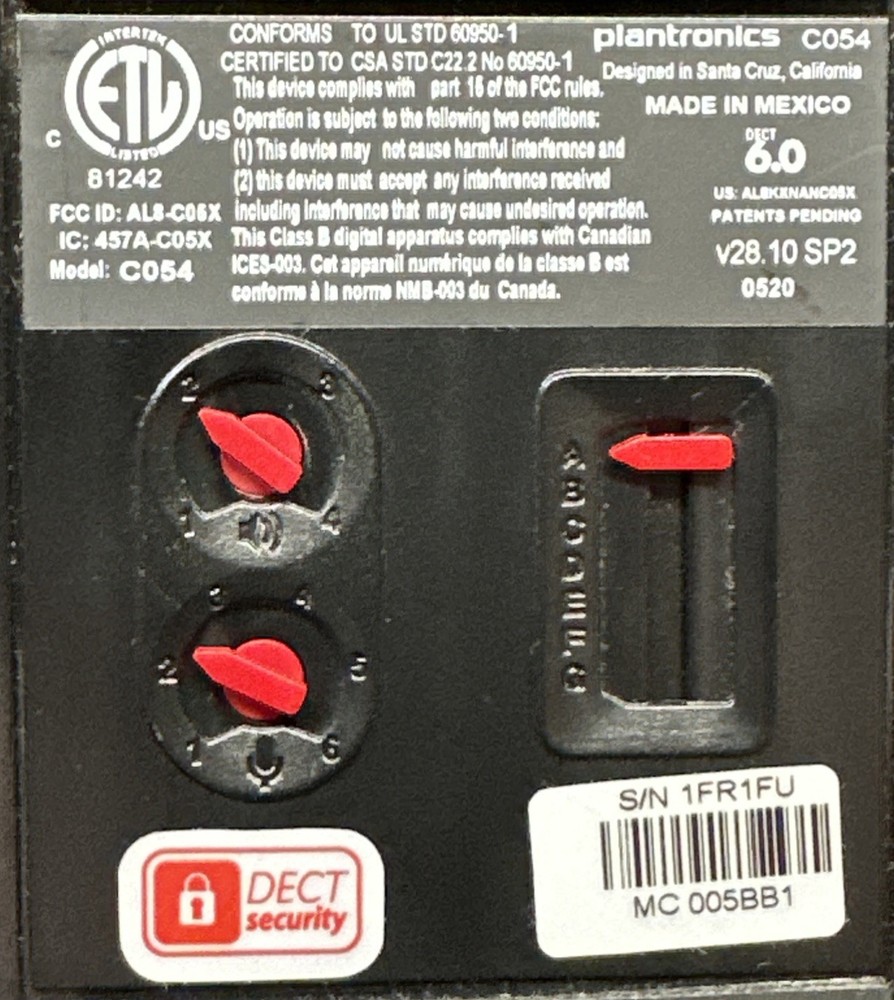 INTERTEK
ETL
LISTED
C
US
81242
FCC ID: AL8-C05X
IC: 457A-C05X
Model: C054
CONFORMS TO UL STD 60950-1
CERTIFIED TO CSA STD C22.2 No 60950-1
This device complies with part 15 of the FCC rules.
Operation is subject to the following two conditions:
(1) This device may not cause harmful interference and
(2) this device must accept any interference received
including interference that may cause undesired operation.
This Class B digital apparatus complies with Canadian
ICES-003. Cet appareil numérique de la classe B est
conforme à la norme NMB-003 du Canada.
plantronics C054
Designed in Santa Cruz, California
MADE IN MEXICO
DECT
6.0
PATENTS PENDING
v28.10 SP2
0520
2 3
1 4
3 4
2 5
1 6
A
B
C
D
E
F
G
DECT
security
S/N 1FR1FU
MC 005BB1